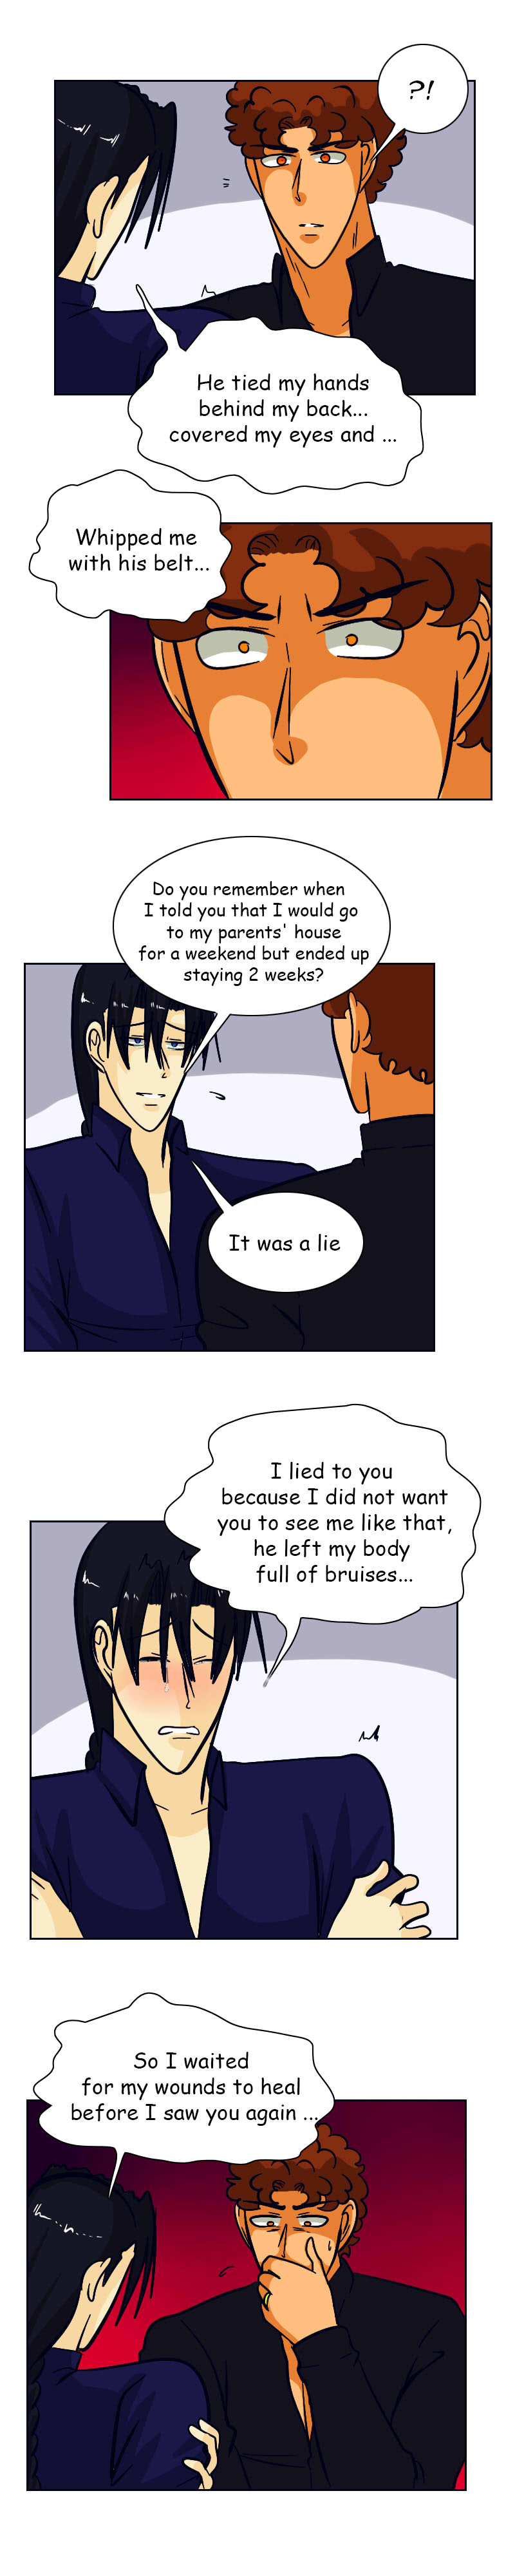 ?!
He tied my hands
behind my back...
covered my eyes and ...
Whipped me
with his belt...
Do you remember when
I told you that I would go
to my parents' house
for a weekend but ended up
staying 2 weeks?
It was a lie
I lied to you
because I did not want
you to see me like that,
he left my body
full of bruises...
So I waited
for my wounds to heal
before I saw you again ...